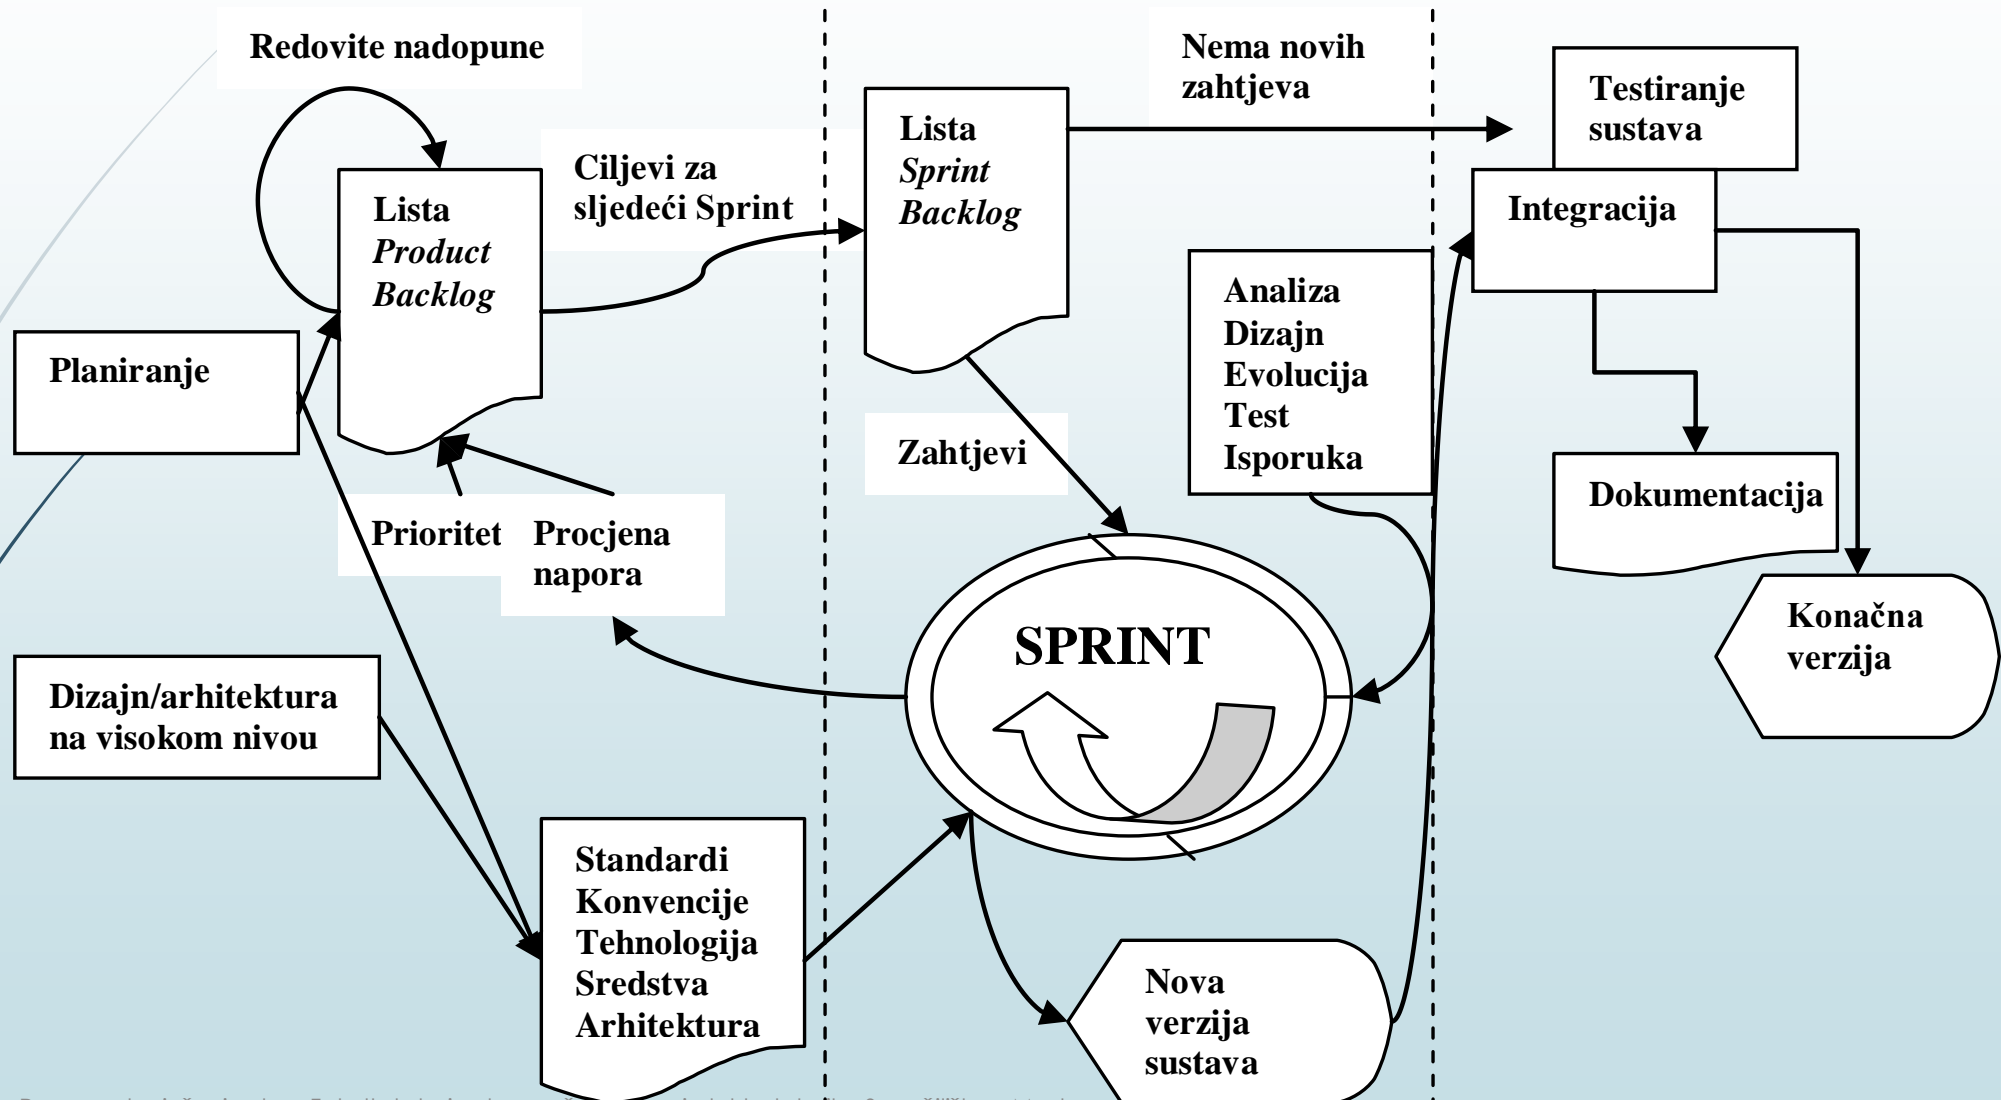 Redovite nadopune
Lista
Product
Backlog
Ciljevi za
sljedeći Sprint
Planiranje
Prioritet
Procjena
napora
Dizajn/arhitektura
na visokom nivou
Standardi
Konvencije
Tehnologija
Sredstva
Arhitektura
Lista
Sprint
Backlog
Nema novih
zahtjeva
Zahtjevi
Analiza
Dizajn
Evolucija
Test
Isporuka
SPRINT
Nova
verzija
sustava
Testiranje
sustava
Integracija
Dokumentacija
Konačna
verzija